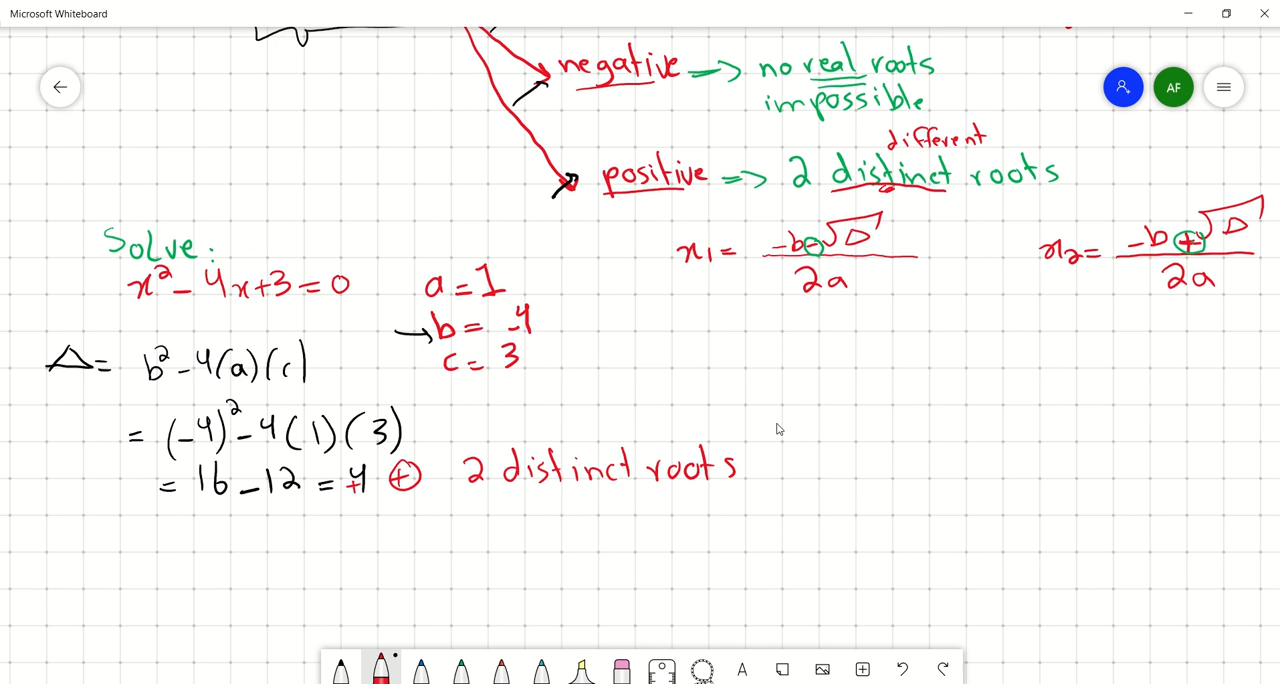 Microsoft Whiteboard
negative => no real roots
impossible
different
positive => 2 distinct roots
AF
Solve:
x² - 4x + 3 = 0
a = 1
b = -4
c = 3
x₁ = (-b - √Δ) / 2a
x₂ = (-b + √Δ) / 2a
Δ = b² - 4(a)(c)
= (-4)² - 4(1)(3)
= 16 - 12 = +4 ⊕ 2 distinct roots
A